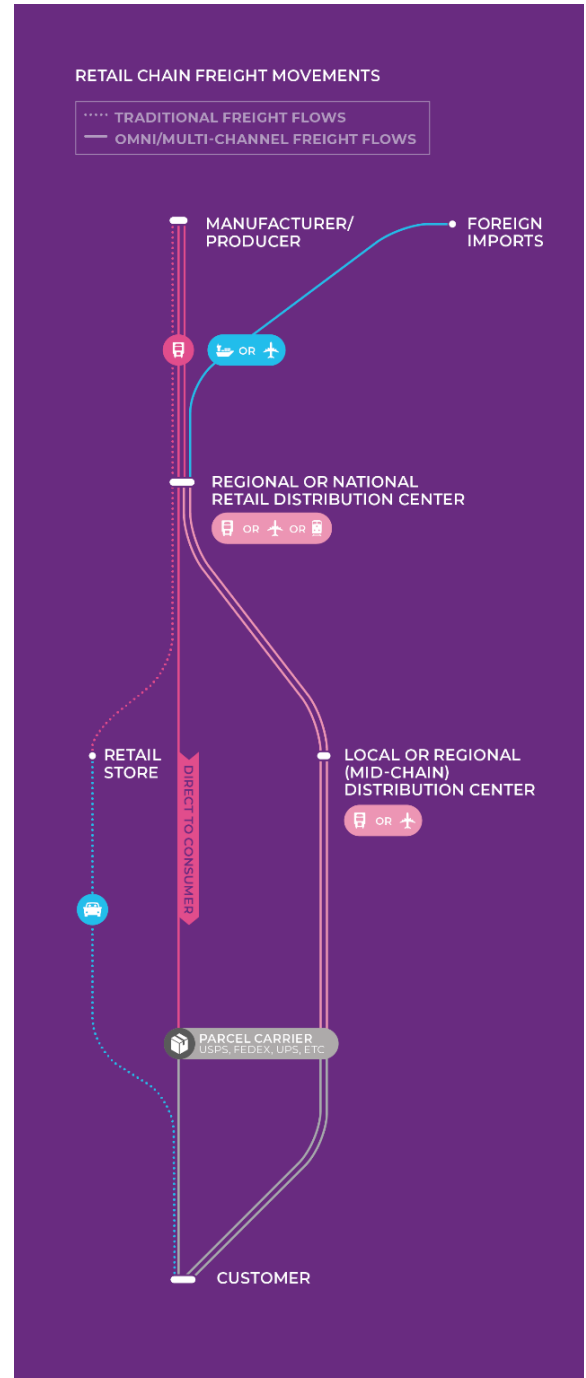 RETAIL CHAIN FREIGHT MOVEMENTS
TRADITIONAL FREIGHT FLOWS
OMNI/MULTI-CHANNEL FREIGHT FLOWS
MANUFACTURER/
PRODUCER
FOREIGN
IMPORTS
OR
REGIONAL OR NATIONAL
RETAIL DISTRIBUTION CENTER
OR OR
RETAIL
STORE
LOCAL OR REGIONAL
(MID-CHAIN)
DISTRIBUTION CENTER
OR
DIRECT TO CONSUMER
PARCEL CARRIER
USPS, FEDEX, UPS, ETC
CUSTOMER